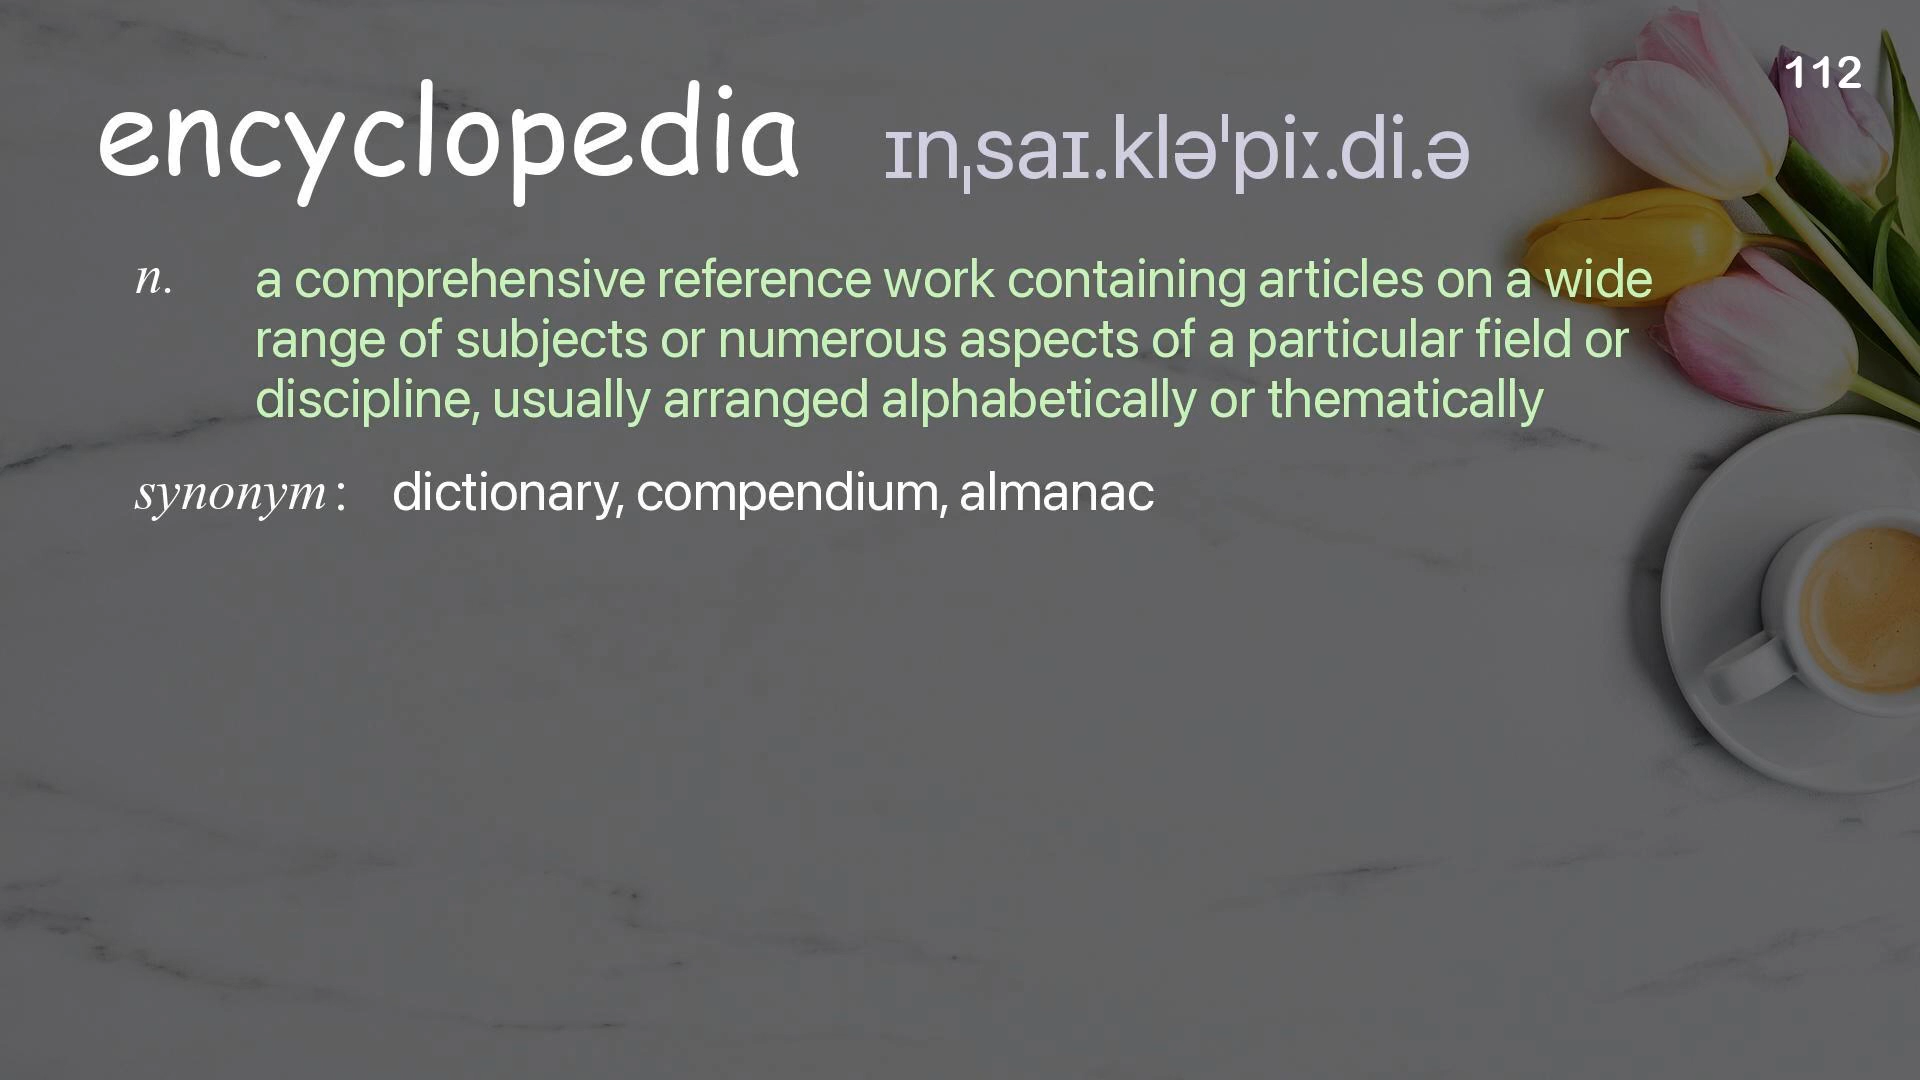 112
encyclopedia ɪnˌsaɪ.kləˈpiː.di.ə
n. a comprehensive reference work containing articles on a wide
range of subjects or numerous aspects of a particular field or
discipline, usually arranged alphabetically or thematically
synonym: dictionary, compendium, almanac